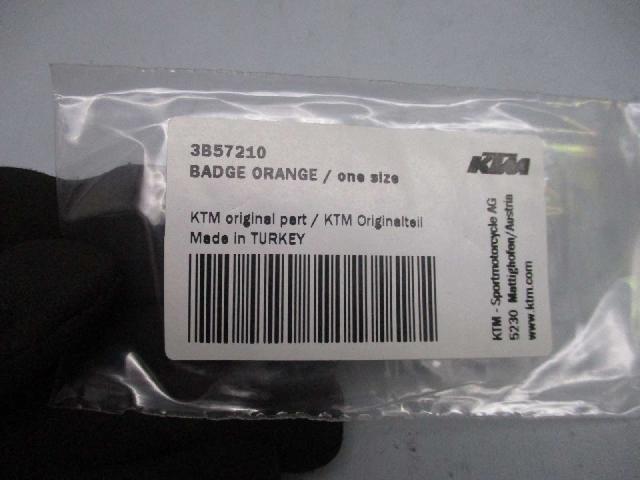 3B57210
BADGE ORANGE / one size
KTM original part / KTM Originalteil
Made in TURKEY
KTM
KTM - Sportmotorcycle AG
5230 Mattighofen/Austria
www.ktm.com